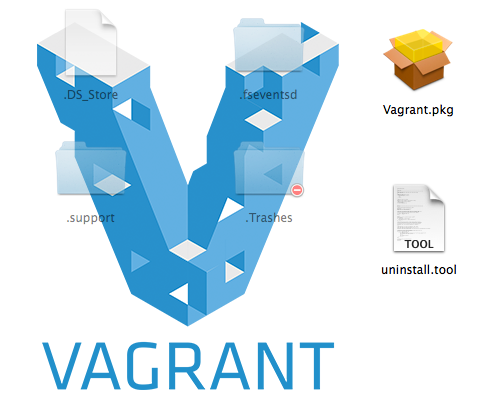 .DS_Store
.fseventsd
Vagrant.pkg
.support
.Trashes
TOOL
uninstall.tool
VAGRANT